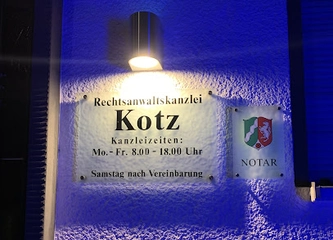 Rechtsanwaltskanzlei
Kotz
Kanzleizeiten:
Mo.- Fr. 8.00 - 18.00 Uhr
Samstag nach Vereinbarung
NOTAR